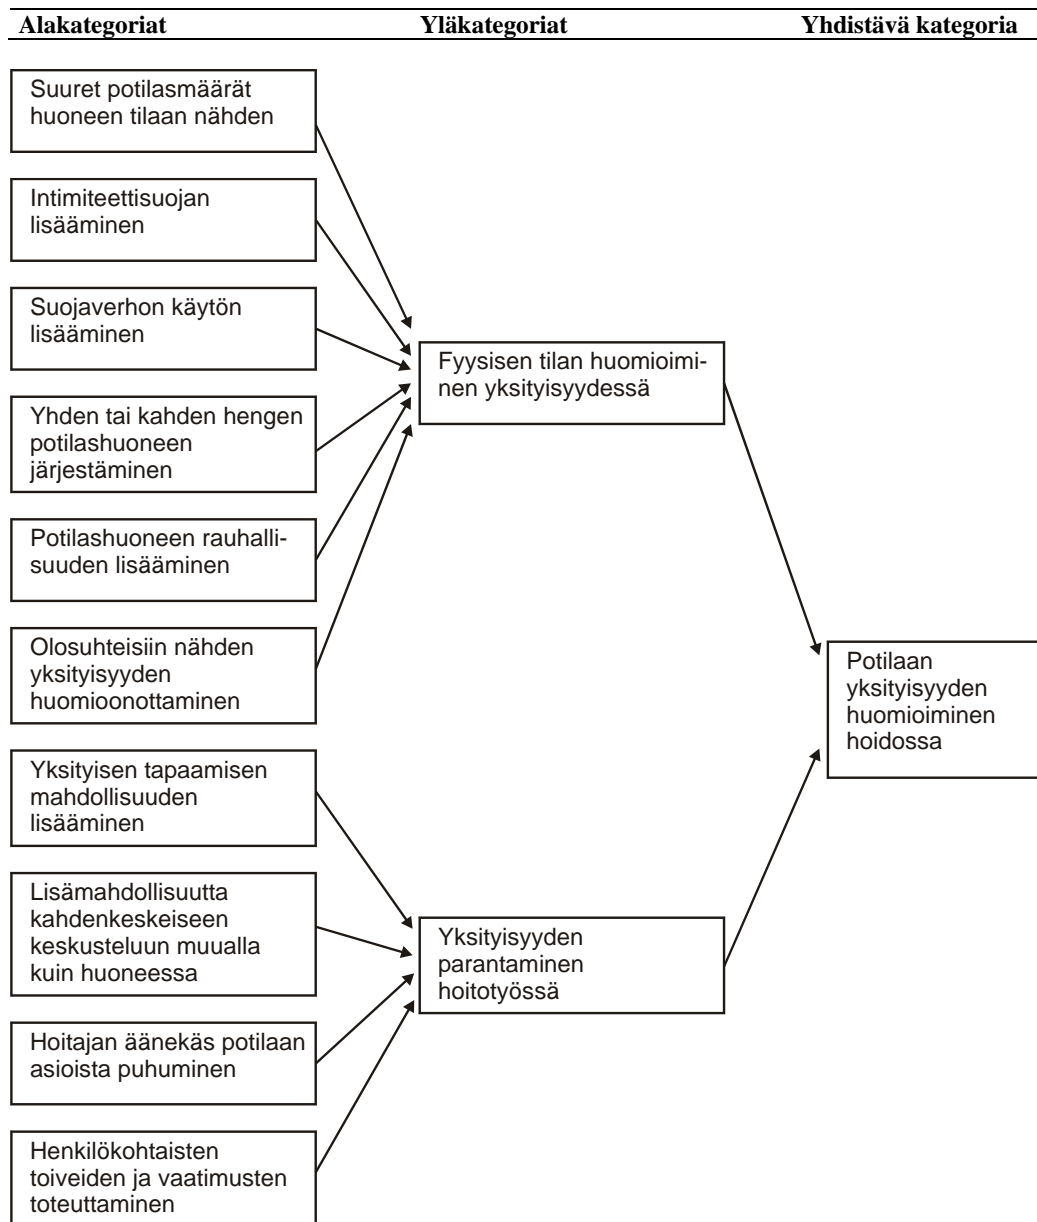 Alakategoriat Yläkategoriat Yhdistävä kategoria
Suuret potilasmäärät
huoneen tilaan nähden
Intimiteettisuojan
lisääminen
Suojaverhon käytön
lisääminen
Yhden tai kahden hengen
potilashuoneen
järjestäminen
Potilashuoneen rauhalli-
suuden lisääminen
Olosuhteisiin nähden
yksityisyyden
huomioonottaminen
Yksityisen tapaamisen
mahdollisuuden
lisääminen
Lisämahdollisuutta
kahdenkeskeiseen
keskusteluun muualla
kuin huoneessa
Hoitajan äänekäs potilaan
asioista puhuminen
Henkilökohtaisten
toiveiden ja vaatimusten
toteuttaminen
Fyysisen tilan huomioimi-
nen yksityisyydessä
Yksityisyyden
parantaminen
hoitotyössä
Potilaan
yksityisyyden
huomioiminen
hoidossa